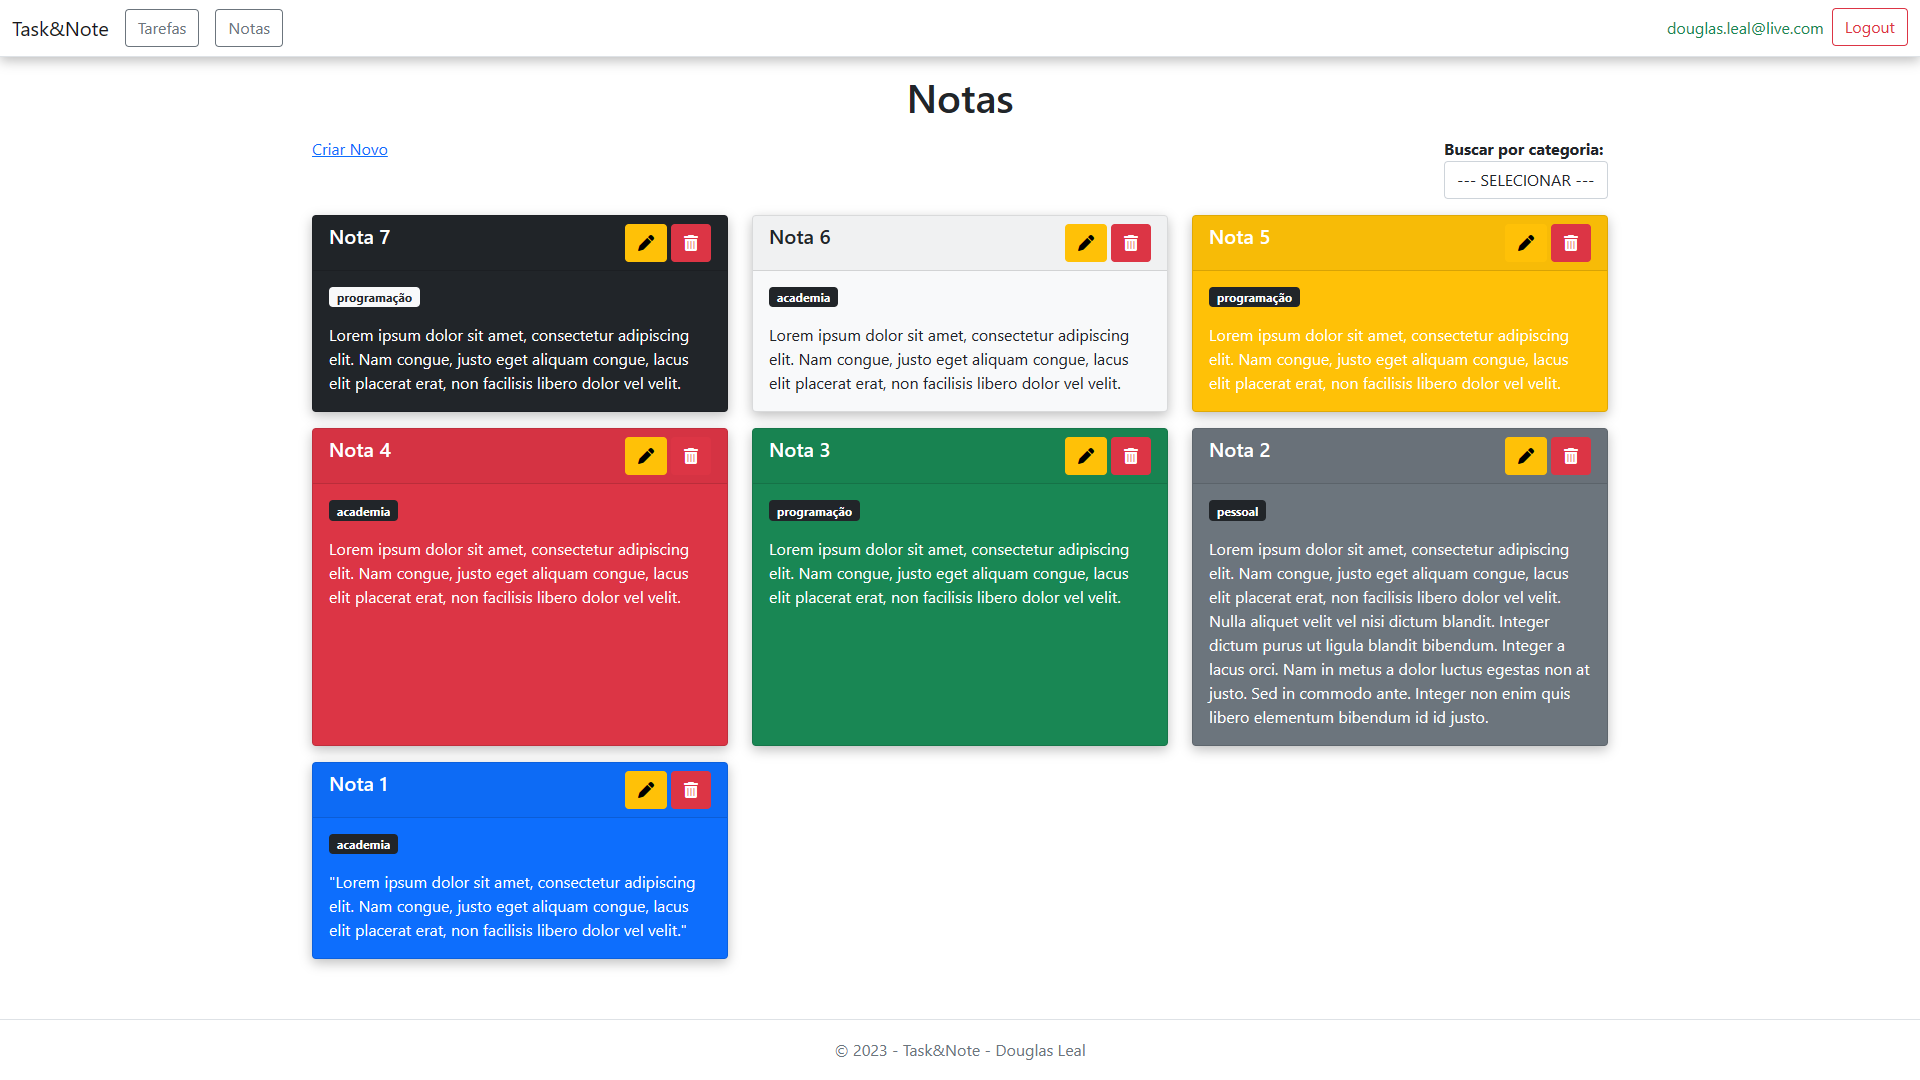 Task&Note
Tarefas
Notas
douglas.leal@live.com
Logout
Notas
Criar Novo
Buscar por categoria:
--- SELECIONAR ---
Nota 7
programação
Lorem ipsum dolor sit amet, consectetur adipiscing
elit. Nam congue, justo eget aliquam congue, lacus
elit placerat erat, non facilisis libero dolor vel velit.
Nota 6
academia
Lorem ipsum dolor sit amet, consectetur adipiscing
elit. Nam congue, justo eget aliquam congue, lacus
elit placerat erat, non facilisis libero dolor vel velit.
Nota 5
programação
Lorem ipsum dolor sit amet, consectetur adipiscing
elit. Nam congue, justo eget aliquam congue, lacus
elit placerat erat, non facilisis libero dolor vel velit.
Nota 4
academia
Lorem ipsum dolor sit amet, consectetur adipiscing
elit. Nam congue, justo eget aliquam congue, lacus
elit placerat erat, non facilisis libero dolor vel velit.
Nota 3
programação
Lorem ipsum dolor sit amet, consectetur adipiscing
elit. Nam congue, justo eget aliquam congue, lacus
elit placerat erat, non facilisis libero dolor vel velit.
Nota 2
pessoal
Lorem ipsum dolor sit amet, consectetur adipiscing
elit. Nam congue, justo eget aliquam congue, lacus
elit placerat erat, non facilisis libero dolor vel velit.
Nulla aliquet velit vel nisi dictum blandit. Integer
dictum purus ut ligula blandit bibendum. Integer a
lacus orci. Nam in metus a dolor luctus egestas non at
justo. Sed in commodo ante. Integer non enim quis
libero elementum bibendum id id justo.
Nota 1
academia
"Lorem ipsum dolor sit amet, consectetur adipiscing
elit. Nam congue, justo eget aliquam congue, lacus
elit placerat erat, non facilisis libero dolor vel velit."
© 2023 - Task&Note - Douglas Leal